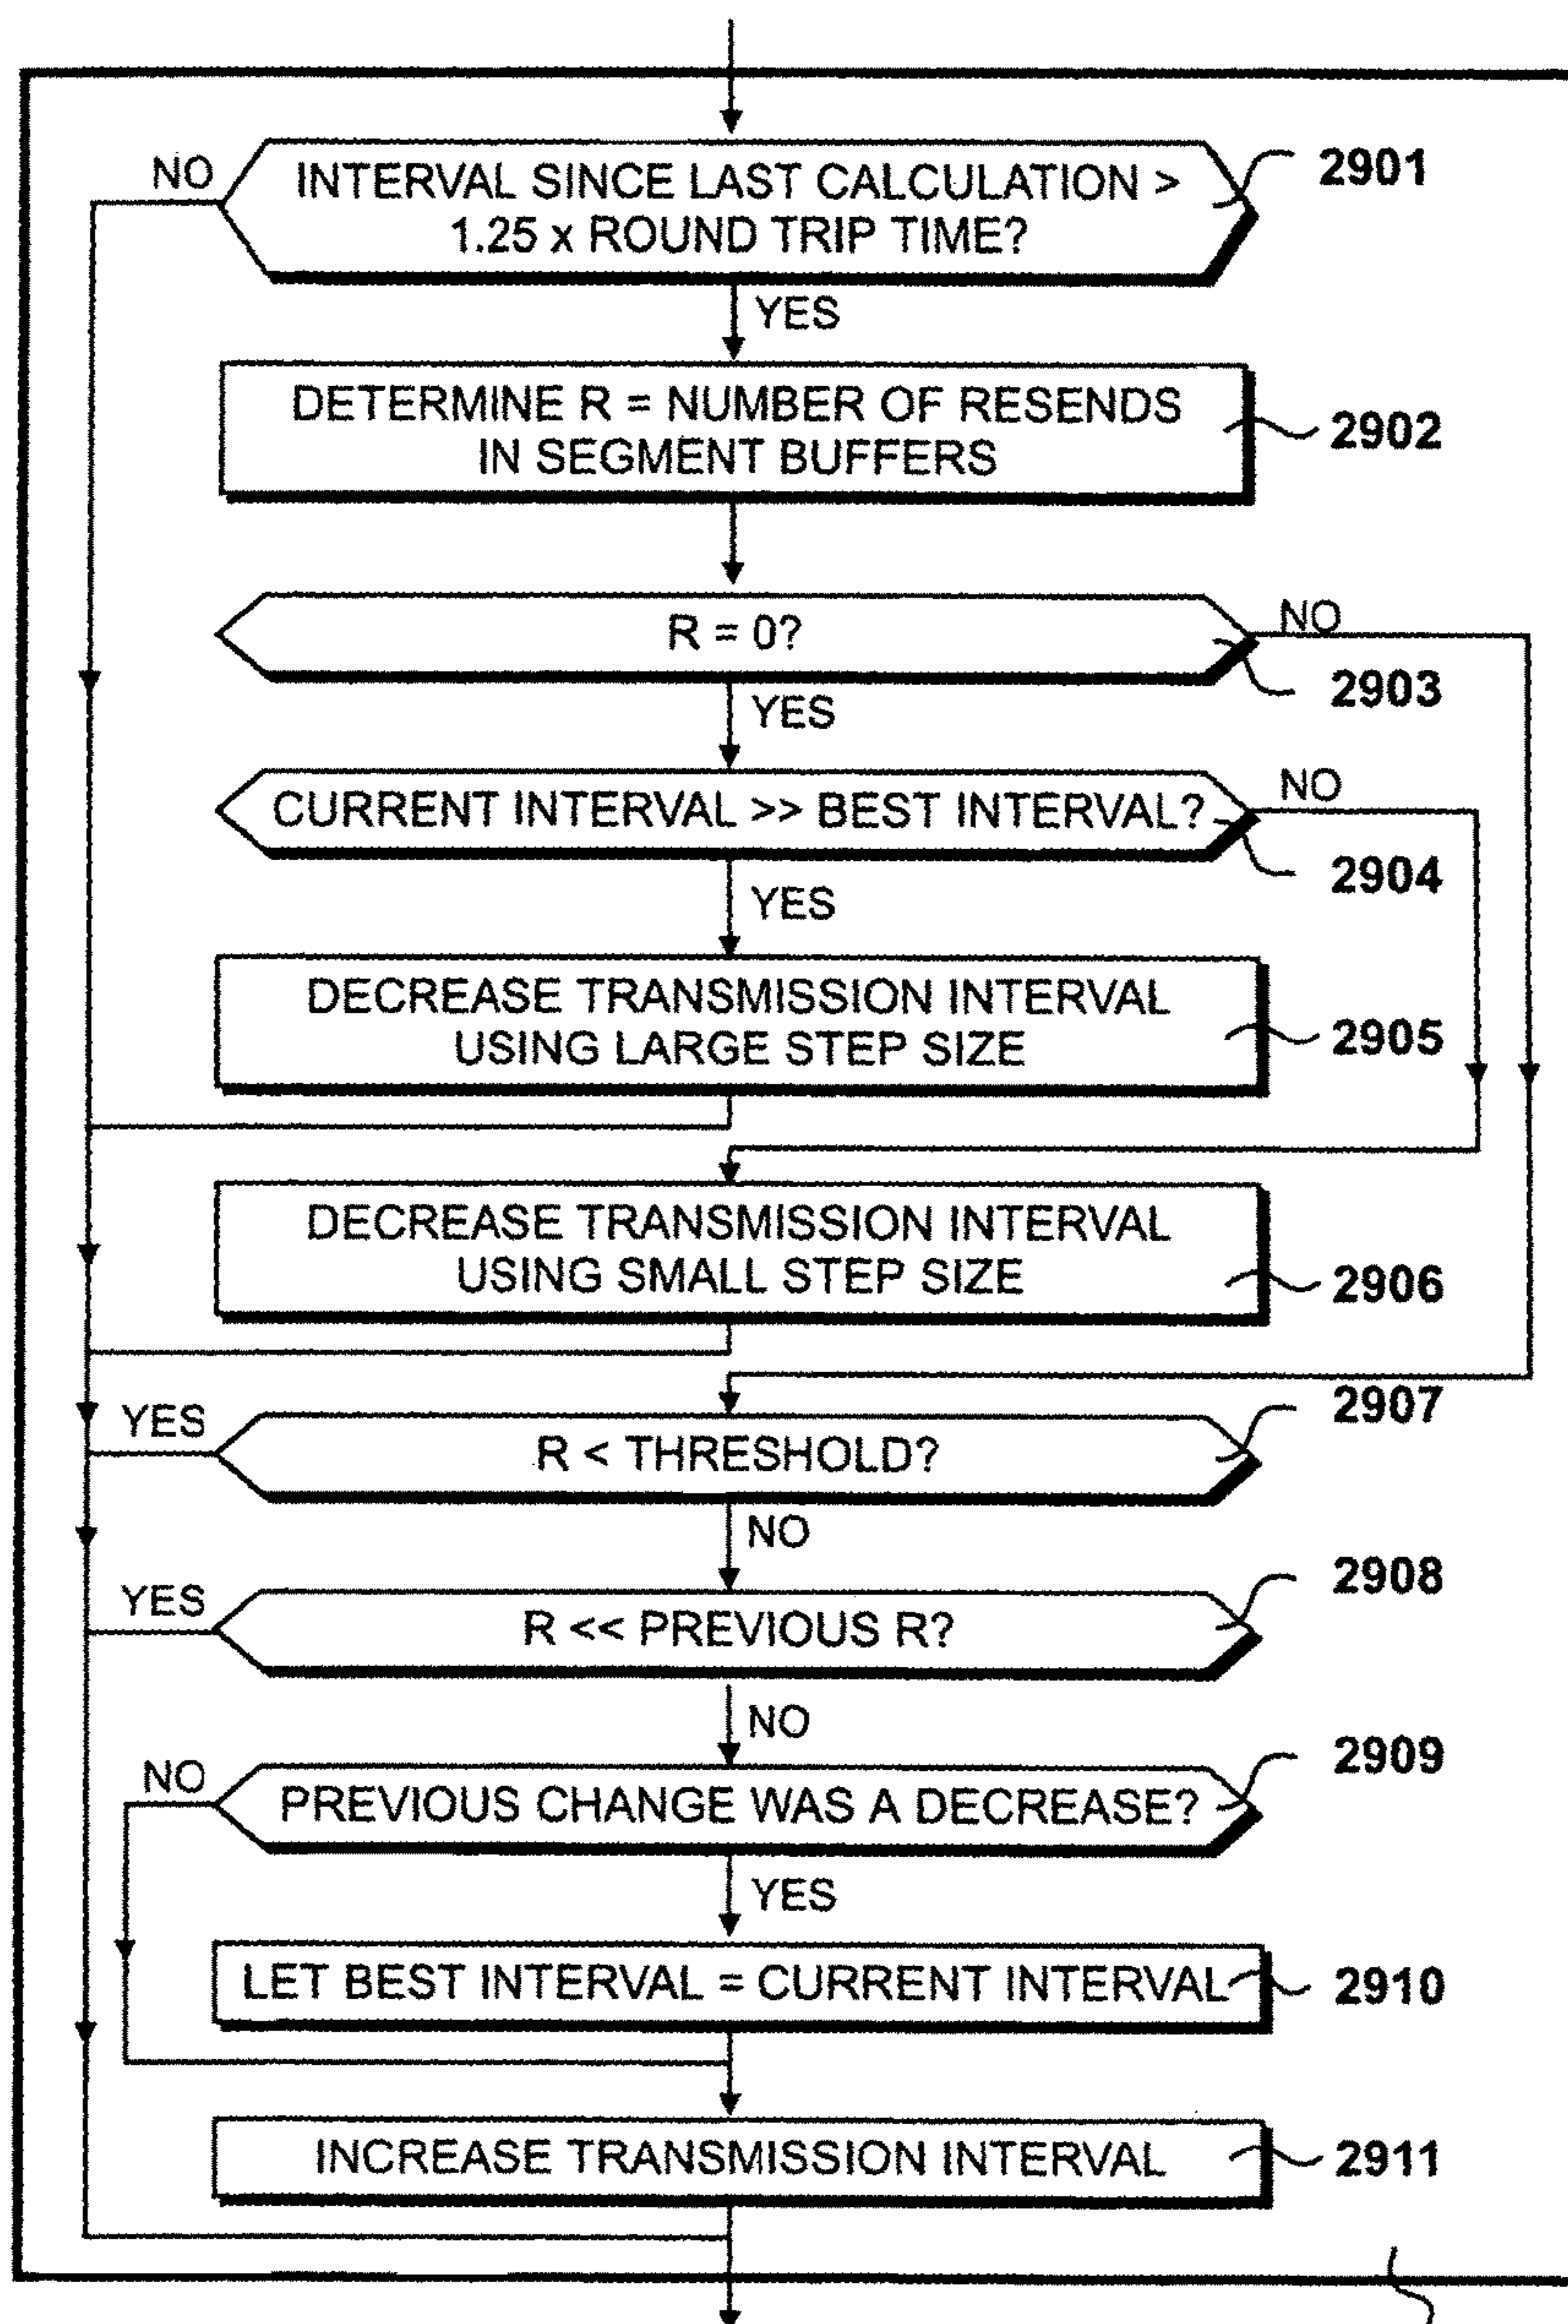 NO
INTERVAL SINCE LAST CALCULATION >
1.25 x ROUND TRIP TIME?
2901
YES
DETERMINE R = NUMBER OF RESENDS
IN SEGMENT BUFFERS
2902
R = 0?
NO
2903
YES
CURRENT INTERVAL >> BEST INTERVAL?
NO
2904
YES
DECREASE TRANSMISSION INTERVAL
USING LARGE STEP SIZE
2905
DECREASE TRANSMISSION INTERVAL
USING SMALL STEP SIZE
2906
YES
R < THRESHOLD?
2907
NO
YES
R << PREVIOUS R?
2908
NO
NO
PREVIOUS CHANGE WAS A DECREASE?
2909
YES
LET BEST INTERVAL = CURRENT INTERVAL
2910
INCREASE TRANSMISSION INTERVAL
2911